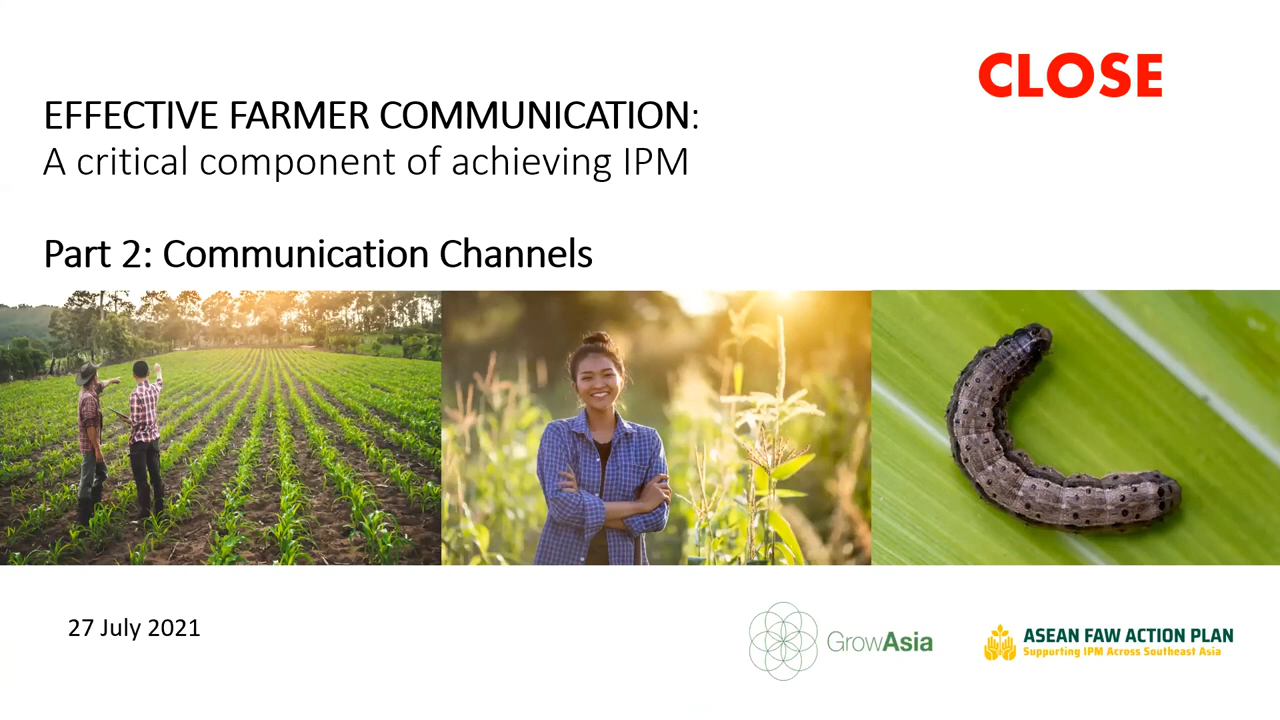 CLOSE
EFFECTIVE FARMER COMMUNICATION:
A critical component of achieving IPM
Part 2: Communication Channels
27 July 2021
GrowAsia
ASEAN FAW ACTION PLAN
Supporting IPM Across Southeast Asia